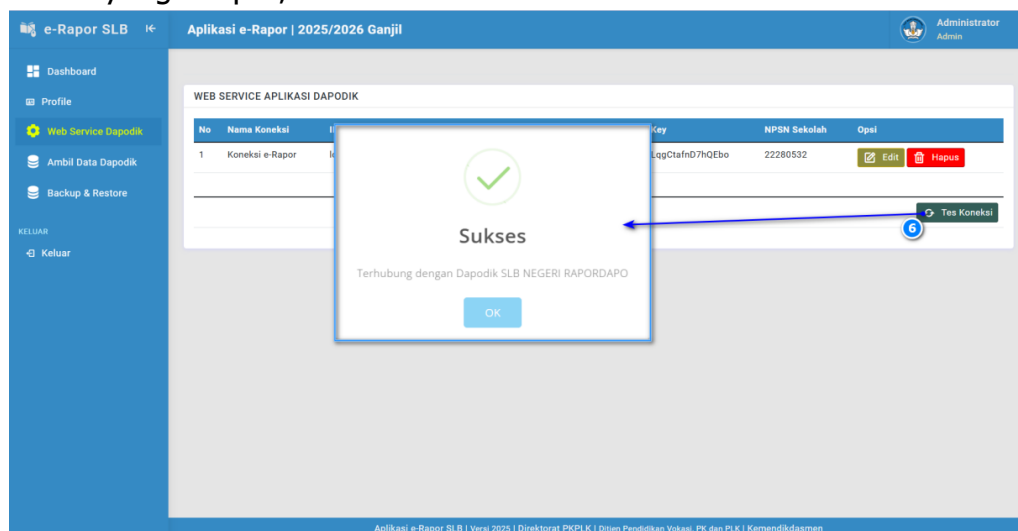 e-Rapor SLB
Aplikasi e-Rapor | 2025/2026 Ganjil
Administrator
Admin
Dashboard
Profile
Web Service Dapodik
Ambil Data Dapodik
Backup & Restore
KELUAR
Keluar
WEB SERVICE APLIKASI DAPODIK
No Nama Koneksi Key NPSN Sekolah Opsi
1 Koneksi e-Rapor LqgCtafnD7hQEbo 22280532 Edit Hapus
Tes Koneksi
6
Sukses
Terhubung dengan Dapodik SLB NEGERI RAPORDAPO
OK
Aplikasi e-Rapor SLB | Versi 2025 | Direktorat PKPLK | Ditjen Pendidikan Vokasi, PK dan PLK | Kemendikdasmen